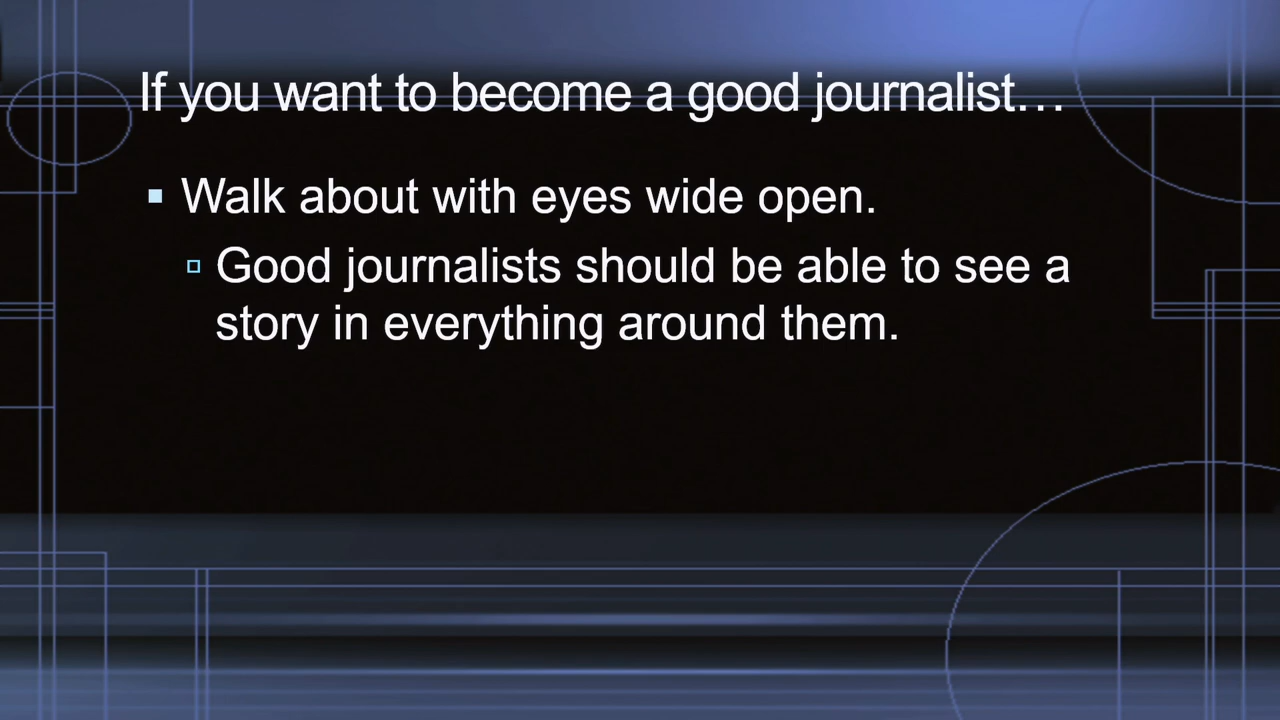 If you want to become a good journalist…
Walk about with eyes wide open.
Good journalists should be able to see a
story in everything around them.